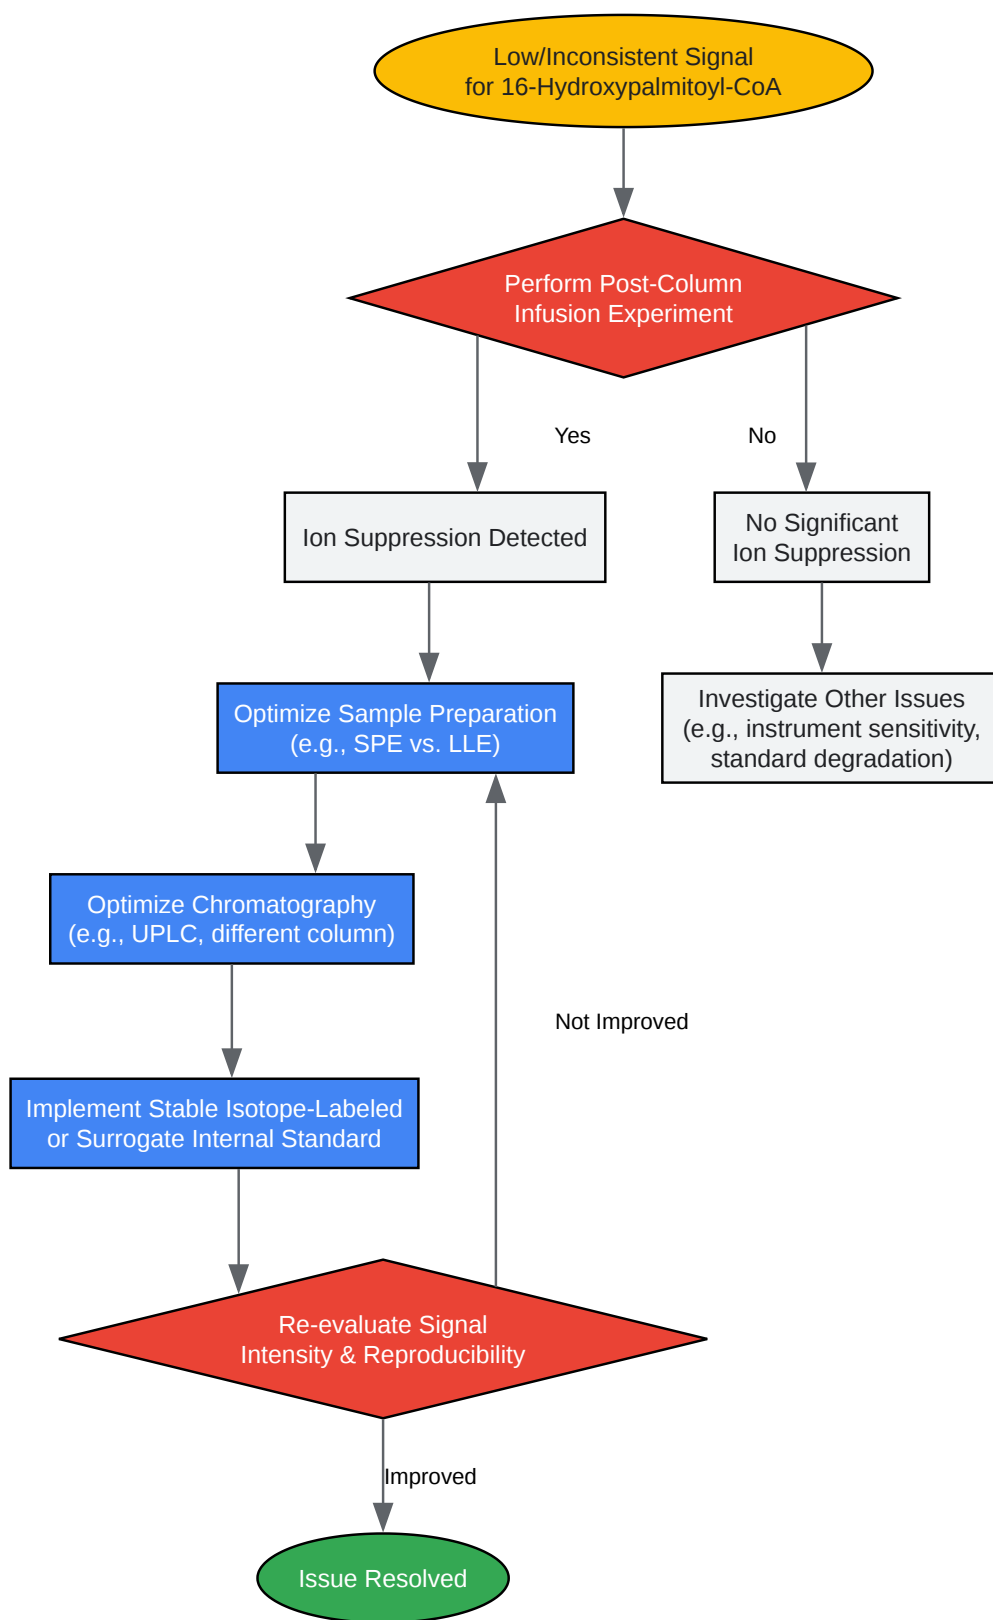 Low/Inconsistent Signal
for 16-Hydroxypalmitoyl-CoA
Perform Post-Column
Infusion Experiment
Yes
No
Ion Suppression Detected
No Significant
Ion Suppression
Optimize Sample Preparation
(e.g., SPE vs. LLE)
Investigate Other Issues
(e.g., instrument sensitivity,
standard degradation)
Optimize Chromatography
(e.g., UPLC, different column)
Not Improved
Implement Stable Isotope-Labeled
or Surrogate Internal Standard
Re-evaluate Signal
Intensity & Reproducibility
Improved
Issue Resolved